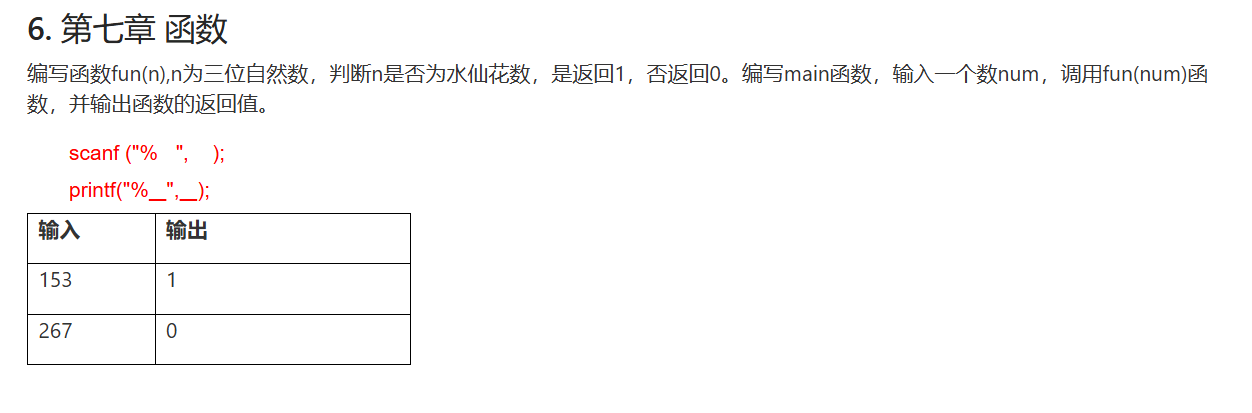 6. 第七章 函数
编写函数fun(n),n为三位自然数，判断n是否为水仙花数，是返回1，否返回0。编写main函数，输入一个数num，调用fun(num)函
数，并输出函数的返回值。
scanf ("%   ",    );
printf("%__",__);
输入 输出
153 1
267 0